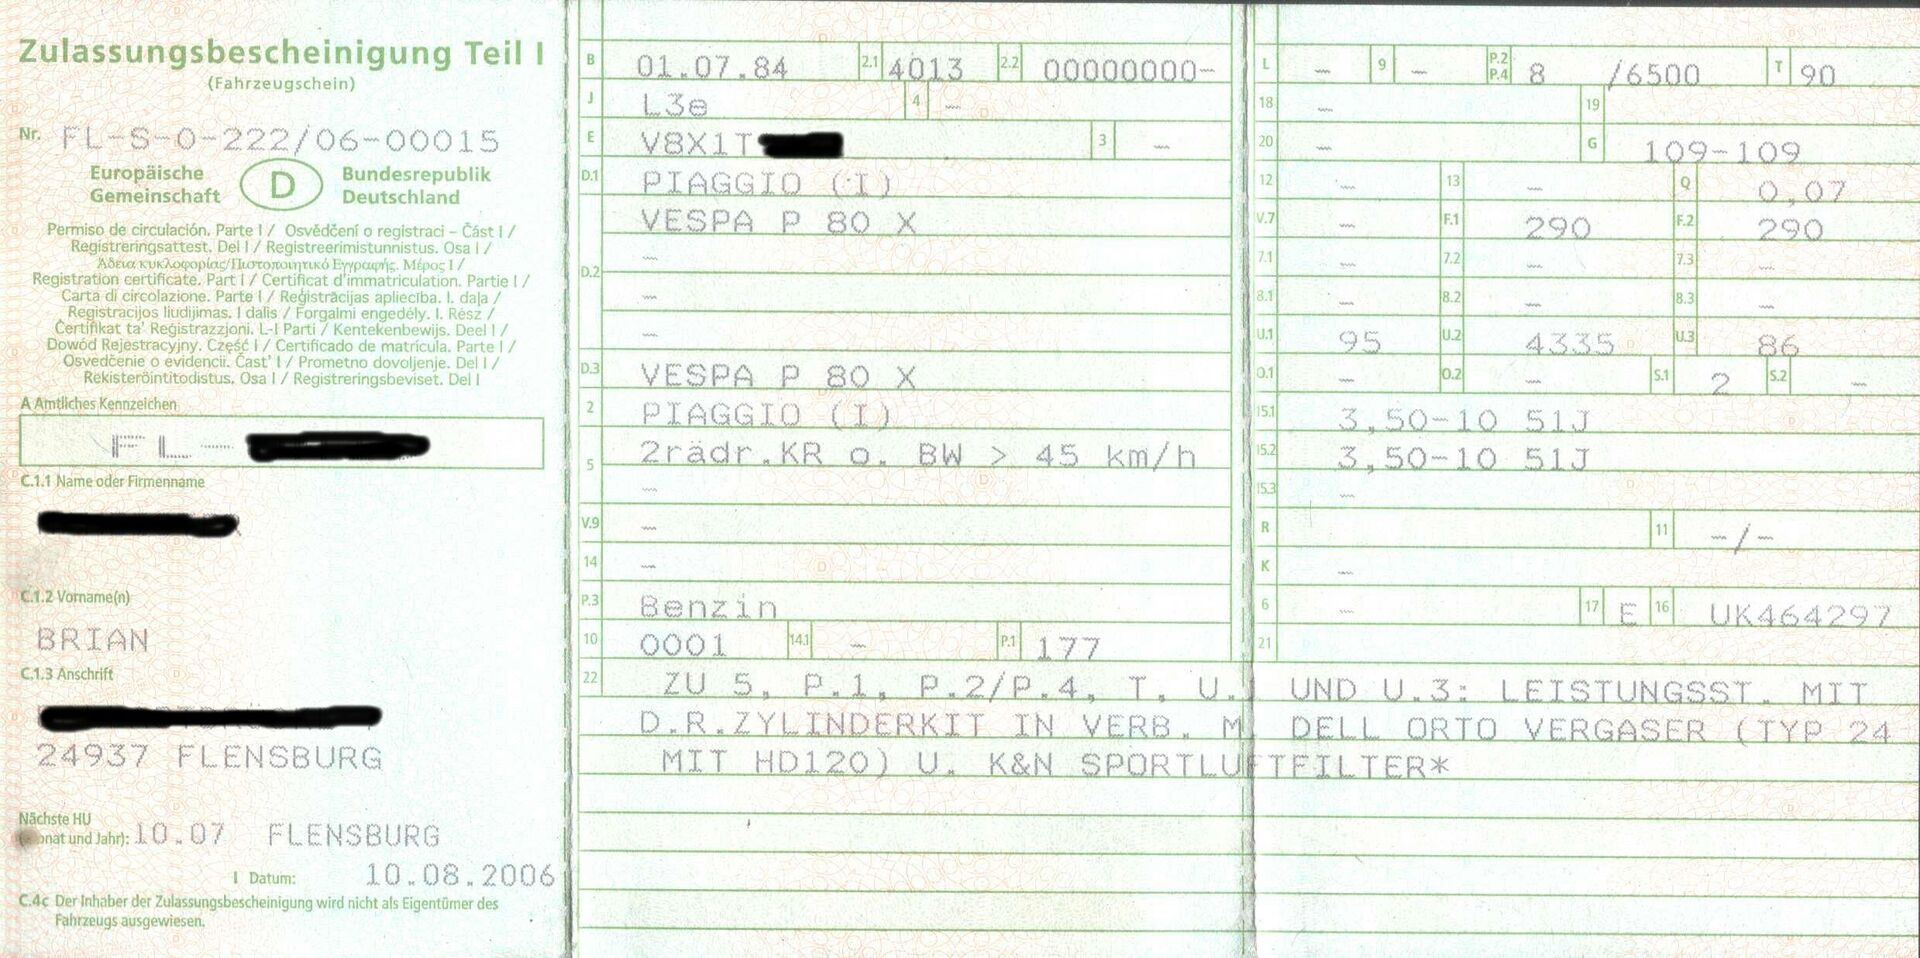 Zulassungsbescheinigung Teil I
(Fahrzeugschein)
Nr. FL-S-0-222/06-00015
Europäische Gemeinschaft D Bundesrepublik Deutschland
Permiso de circulación. Parte I / Osvědčení o registraci – Část I /
Registreringsattest. Del I / Registreerimistunnistus. Osa I /
Άδεια κυκλοφορίας/Πιστοποιητικό Εγγραφής. Μέρος I /
Registration certificate. Part I / Certificat d'immatriculation. Partie I /
Carta di circolazione. Parte I / Reģistrācijas apliecība. I. daļa /
Registracijos liudijimas. I dalis / Forgalmi engedély. I. Rész /
Ċertifikat ta' Reġistrazzjoni. L-I Parti / Kentekenbewijs. Deel I /
Dowód Rejestracyjny. Część I / Certificado de matrícula. Parte I /
Osvedčenie o evidencii. Časť I / Prometno dovoljenje. Del I /
Rekisteröintitodistus. Osa I / Registreringsbeviset. Del I
A Amtliches Kennzeichen
FL -
C.1.1 Name oder Firmenname
C.1.2 Vorname(n)
BRIAN
C.1.3 Anschrift
24937 FLENSBURG
Nächste HU
(Monat und Jahr): 10.07 FLENSBURG
I Datum: 10.08.2006
C.4c Der Inhaber der Zulassungsbescheinigung wird nicht als Eigentümer des
Fahrzeugs ausgewiesen.
B 01.07.84 2.1 4013 2.2 00000000-
J L3e 4 -
E V8X1T 3 -
D.1 PIAGGIO (I)
VESPA P 80 X
-
D.2 -
-
D.3 VESPA P 80 X
2 PIAGGIO (I)
5 2rädr.KR o. BW > 45 km/h
-
V.9 -
14 -
P.3 Benzin
10 0001 14.1 - P.1 177
L - 9 - P.2 P.4 8 /6500 T 90
18 - 19
20 - G 109-109
12 - 13 - Q 0,07
V.7 - F.1 290 F.2 290
7.1 - 7.2 - 7.3 -
8.1 - 8.2 - 8.3 -
U.1 95 U.2 4335 U.3 86
O.1 - O.2 - S.1 2 S.2 -
15.1 3,50-10 51J
15.2 3,50-10 51J
15.3 -
R 11 -/-
K -
6 - 17 E 16 UK464297
21
22 ZU 5, P.1, P.2/P.4, T, U. UND U.3: LEISTUNGSST. MIT
D.R.ZYLINDERKIT IN VERB. M. DELL ORTO VERGASER (TYP 24
MIT HD120) U. K&N SPORTLUFTFILTER*